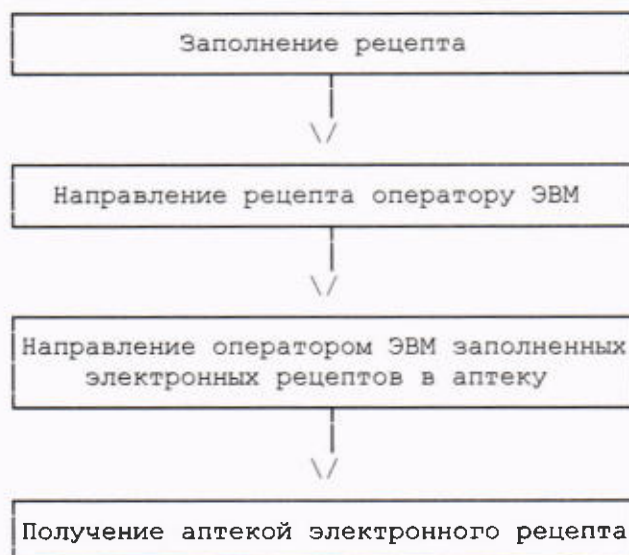 Заполнение рецепта
Направление рецепта оператору ЭВМ
Направление оператором ЭВМ заполненных
электронных рецептов в аптеку
Получение аптекой электронного рецепта